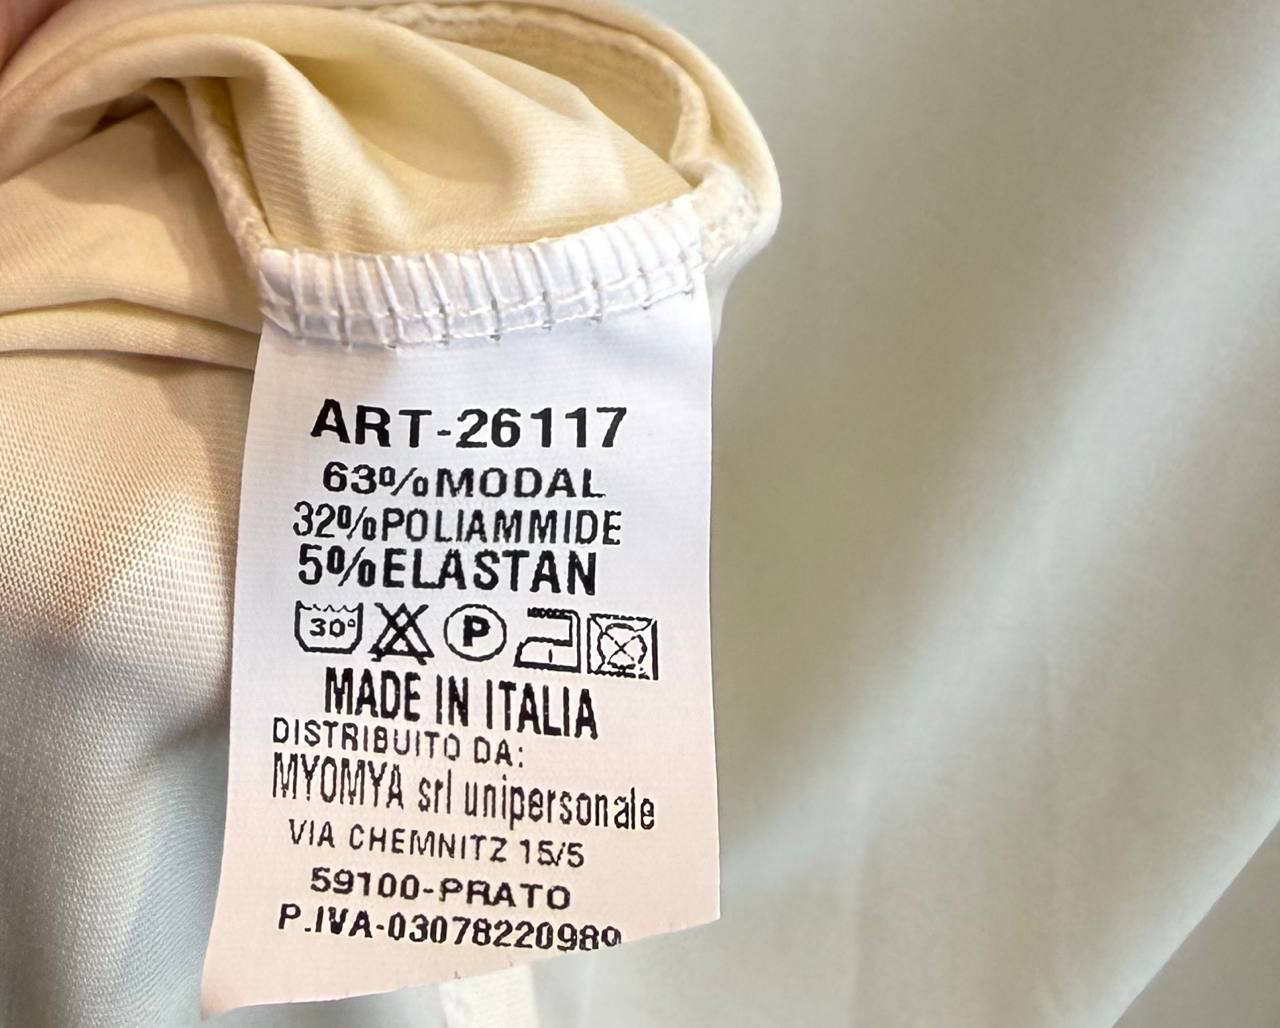 ART-26117
63%MODAL
32%POLIAMMIDE
5%ELASTAN
30° P
MADE IN ITALIA
DISTRIBUITO DA:
MYOMYA srl unipersonale
VIA CHEMNITZ 15/5
59100-PRATO
P.IVA-03078220989